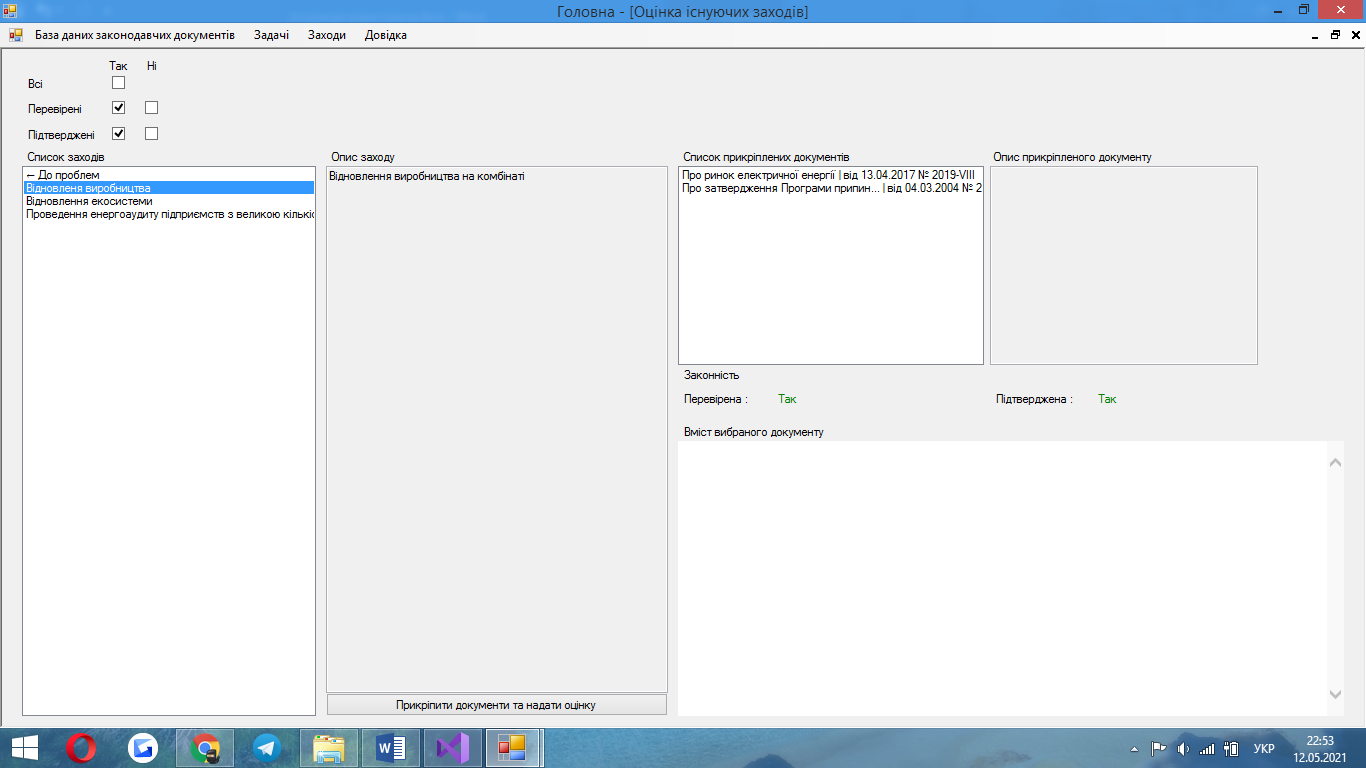 Головна - [Оцінка існуючих заходів]
База даних законодавчих документів Задачі Заходи Довідка
Так Ні
Всі
Перевірені
Підтверджені
Список заходів
← До проблем
Відновленя виробництва
Відновлення екосистеми
Проведення енергоаудиту підприємств з великою кількіс
Опис заходу
Відновлення виробництва на комбінаті
Прикріпити документи та надати оцінку
Список прикріплених документів
Про ринок електричної енергії | від 13.04.2017 № 2019-VIII
Про затвердження Програми припин... | від 04.03.2004 № 2
Опис прикріпленого документу
Законність
Перевірена : Так Підтверджена : Так
Вміст вибраного документу
УКР
22:53
12.05.2021